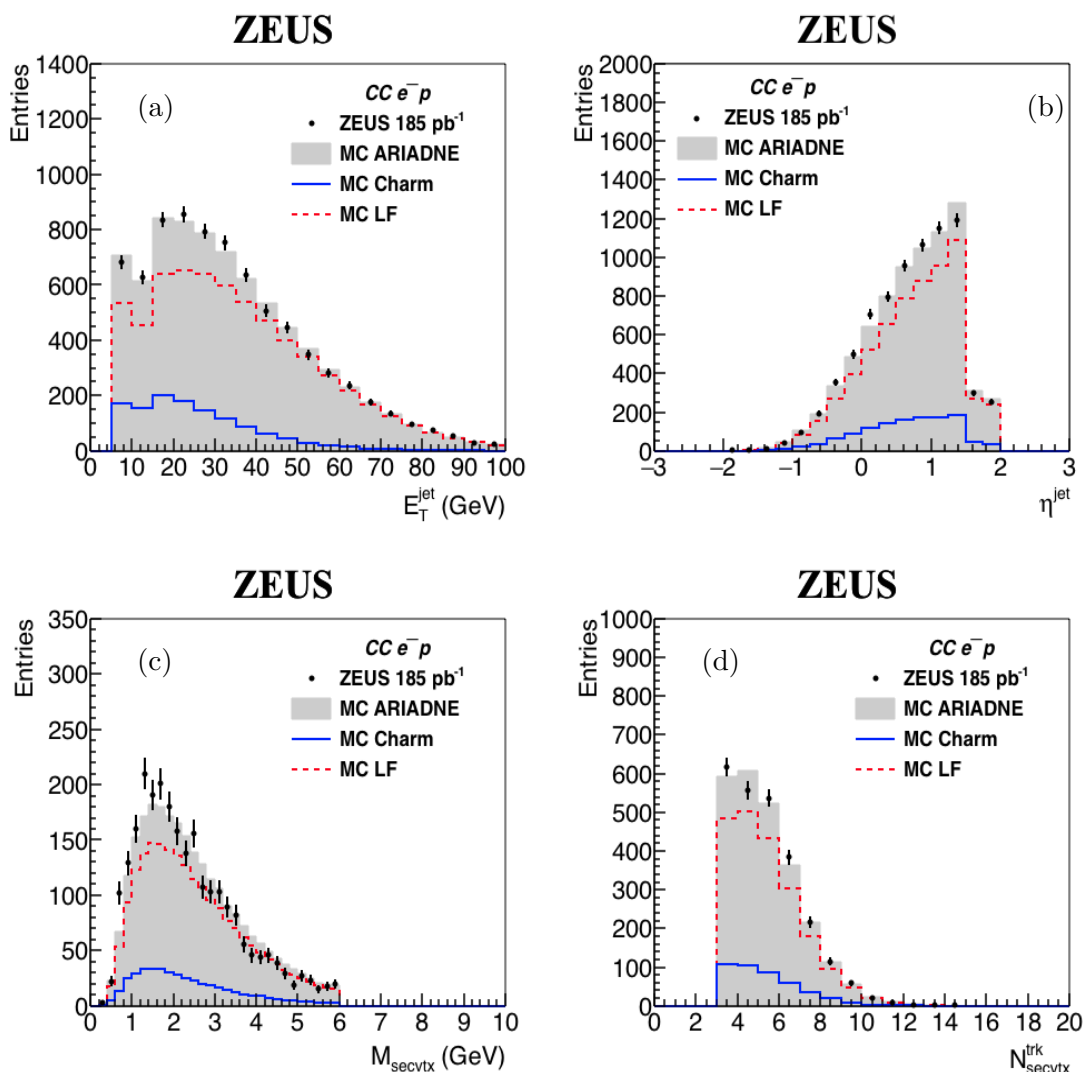 ZEUS
Entries
1400
1200
1000
800
600
400
200
0
(a)
CC e⁻p
ZEUS 185 pb⁻¹
MC ARIADNE
MC Charm
MC LF
0 10 20 30 40 50 60 70 80 90 100
E_T^jet (GeV)
ZEUS
Entries
2000
1800
1600
1400
1200
1000
800
600
400
200
0
(b)
CC e⁻p
ZEUS 185 pb⁻¹
MC ARIADNE
MC Charm
MC LF
−3 −2 −1 0 1 2 3
η^jet
ZEUS
Entries
350
300
250
200
150
100
50
0
(c)
CC e⁻p
ZEUS 185 pb⁻¹
MC ARIADNE
MC Charm
MC LF
0 1 2 3 4 5 6 7 8 9 10
M_secvtx (GeV)
ZEUS
Entries
1000
900
800
700
600
500
400
300
200
100
0
(d)
CC e⁻p
ZEUS 185 pb⁻¹
MC ARIADNE
MC Charm
MC LF
0 2 4 6 8 10 12 14 16 18 20
N_secvtx^trk